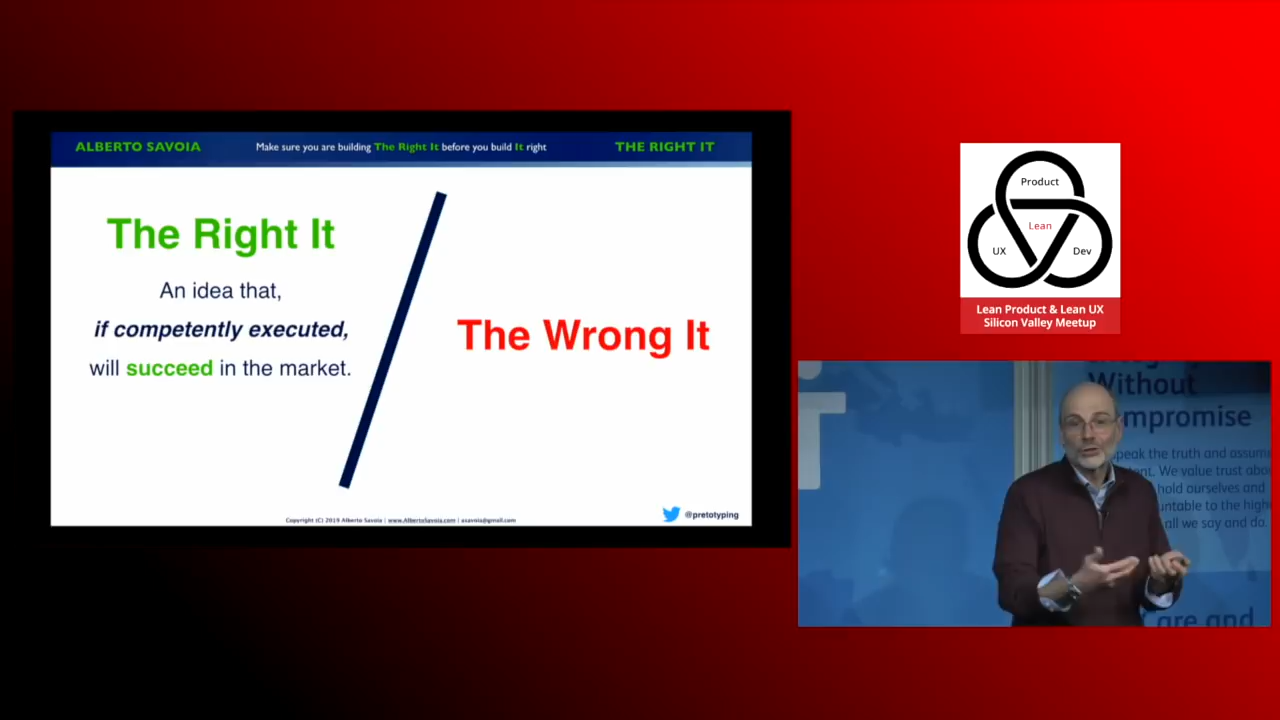 ALBERTO SAVOIA
Make sure you are building The Right It before you build It right
THE RIGHT IT
The Right It
An idea that,
if competently executed,
will succeed in the market.
The Wrong It
Copyright (C) 2019 Alberto Savoia | www.AlbertoSavoia.com | asavoia@gmail.com
@pretotyping
Product
Lean
UX
Dev
Lean Product & Lean UX
Silicon Valley Meetup
Without
mpromise
peak the truth and assum
nt. We value trust abo
hold ourselves and
untable to the highe
all we say and do.
are and